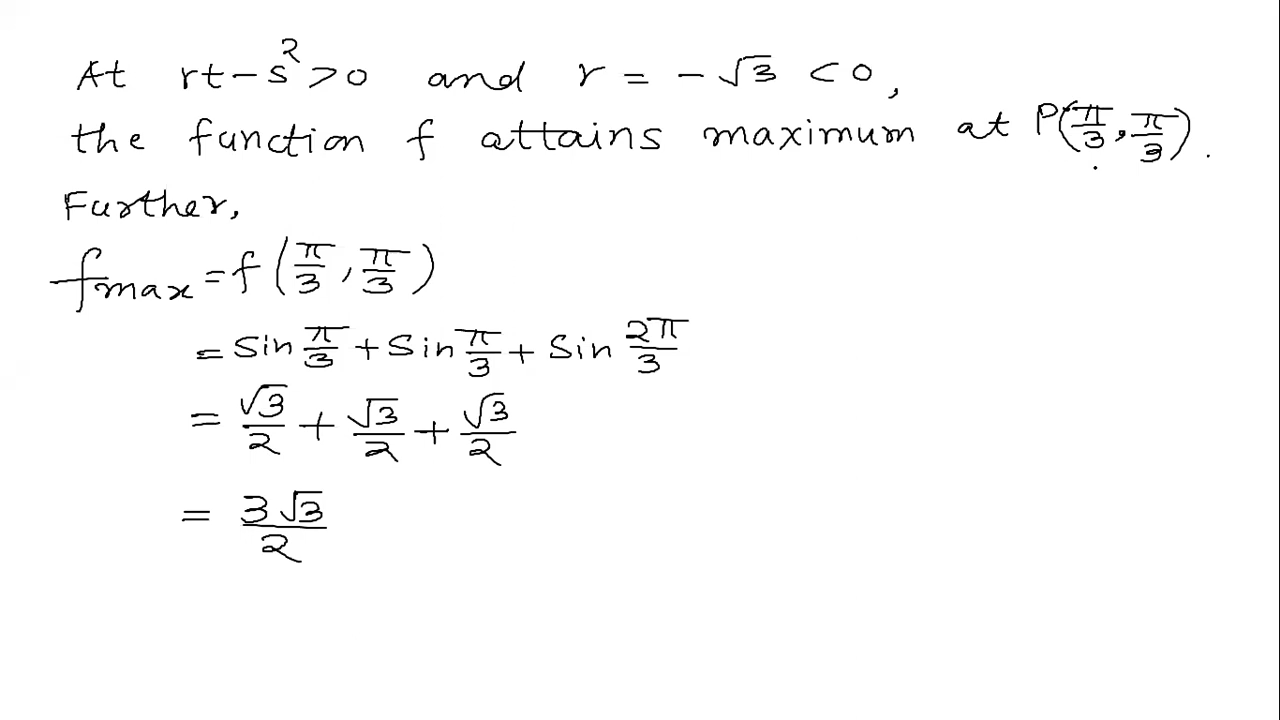 At rt - s² > 0 and r = - √3 < 0,
the function f attains maximum at P(π/3, π/3).
Further,
fmax = f (π/3, π/3)
= Sin π/3 + Sin π/3 + Sin 2π/3
= √3/2 + √3/2 + √3/2
= 3√3/2